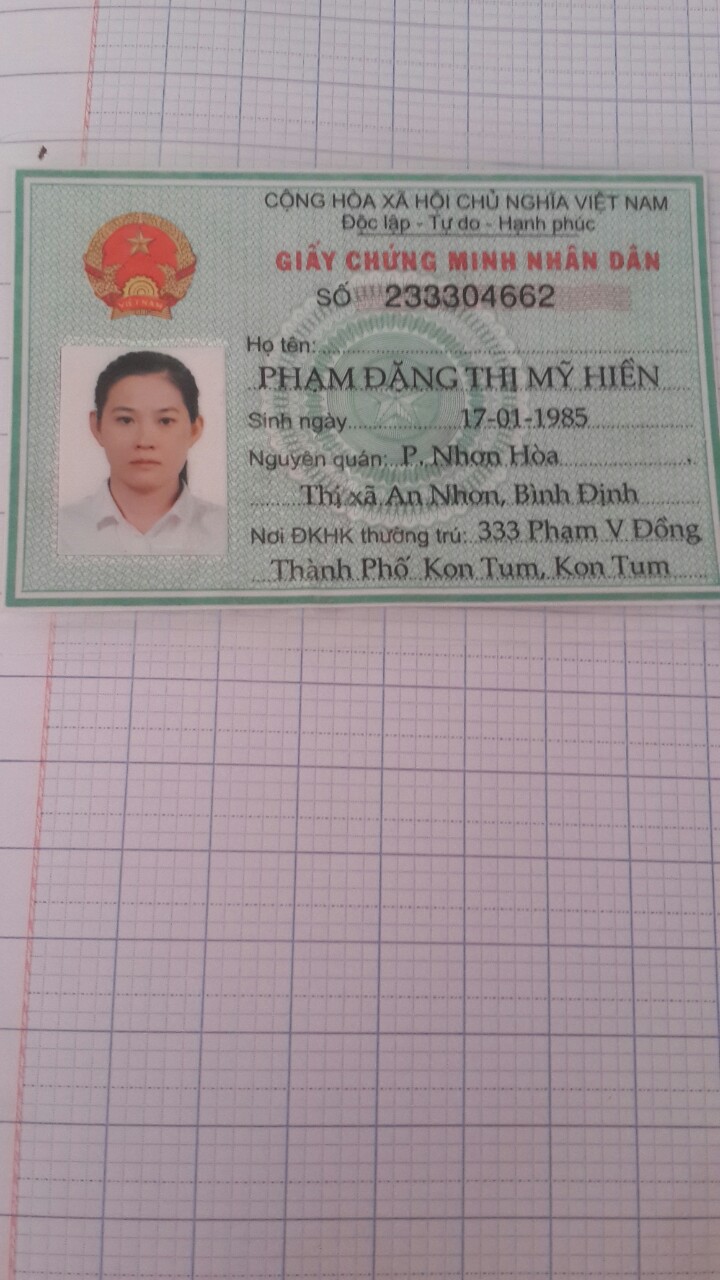 CỘNG HÒA XÃ HỘI CHỦ NGHĨA VIỆT NAM
Độc lập - Tự do - Hạnh phúc
GIẤY CHỨNG MINH NHÂN DÂN
SỐ 233304662
Họ tên:
PHẠM ĐẶNG THỊ MỸ HIỀN
Sinh ngày 17-01-1985
Nguyên quán: P. Nhơn Hòa
Thị xã An Nhơn, Bình Định
Nơi ĐKHK thường trú: 333 Phạm V Đồng
Thành Phố Kon Tum, Kon Tum
VIỆT NAM